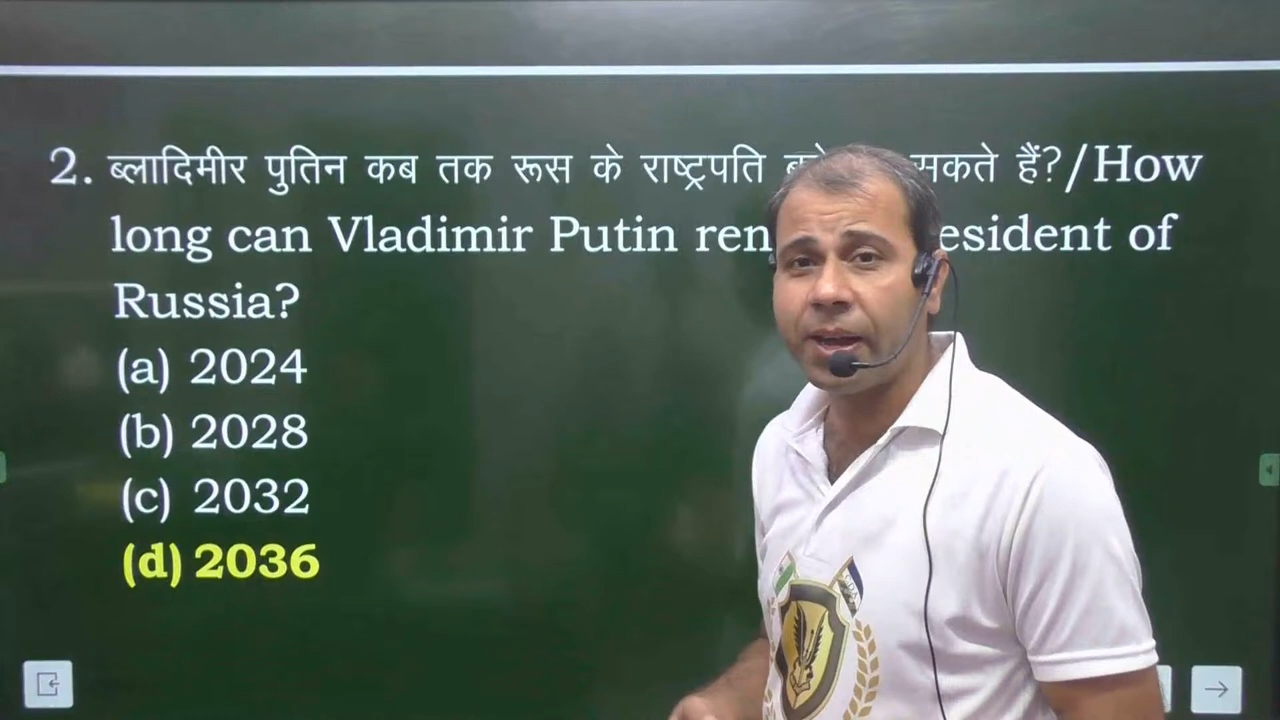 2. ब्लादिमीर पुतिन कब तक रूस के राष्ट्रपति सकते हैं?/How
long can Vladimir Putin esident of
Russia?
(a) 2024
(b) 2028
(c) 2032
(d) 2036